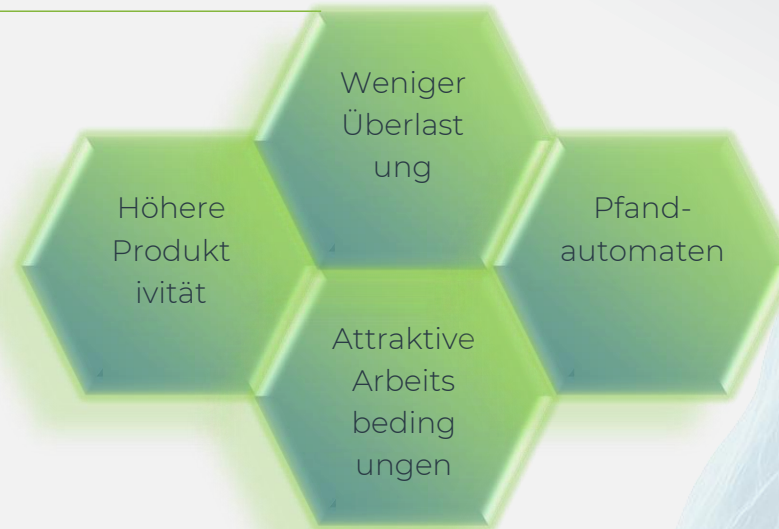 Weniger
Überlast
ung
Höhere
Produkt
ivität
Pfand-
automaten
Attraktive
Arbeits
beding
ungen